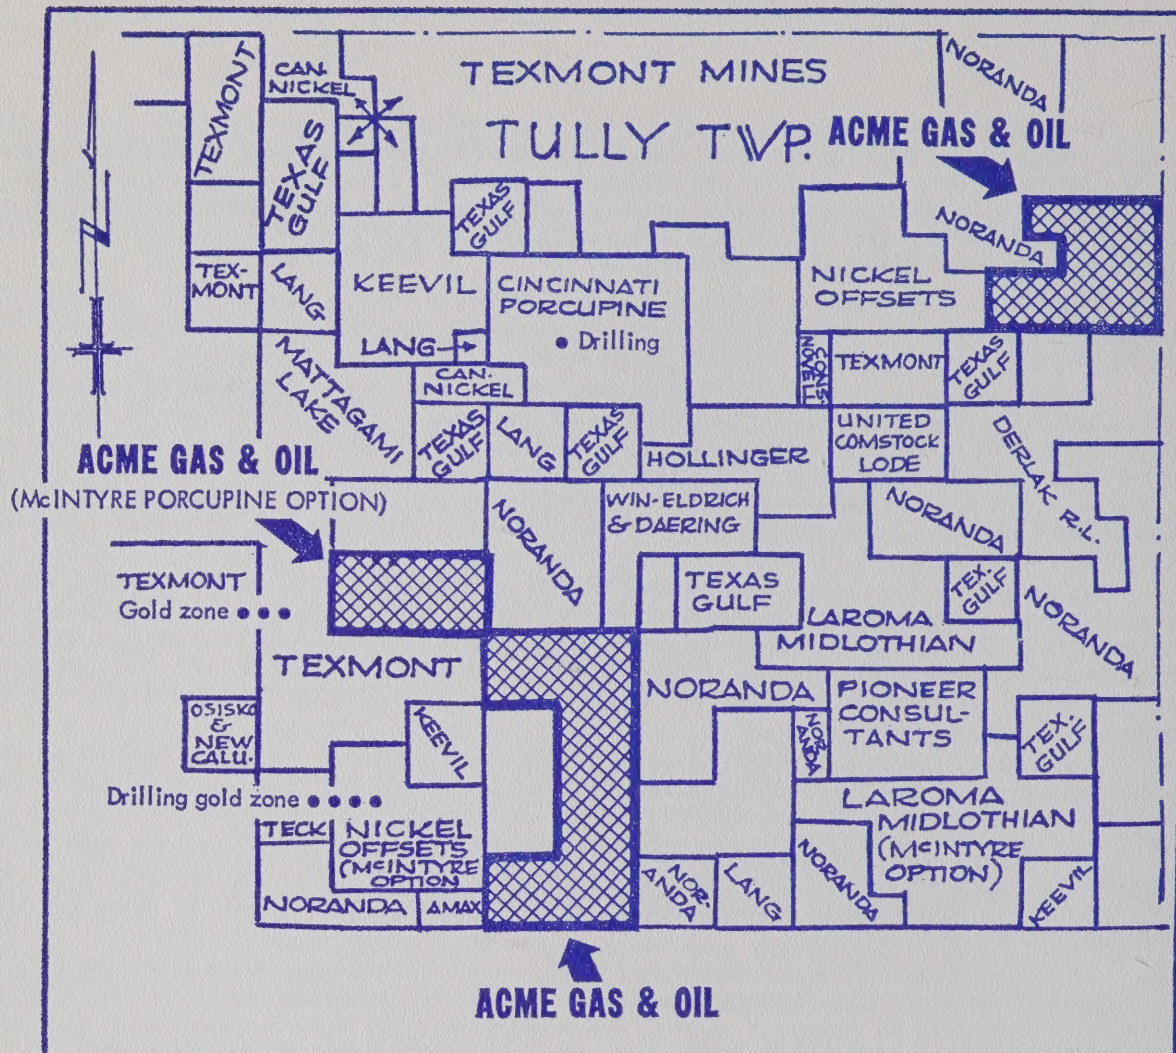 TEXMONT MINES
TULLY TWP.
NORANDA
ACME GAS & OIL
TEXMONT
CAN.
NICKEL
TEXAS
GULF
TEXAS
GULF
NORANDA
TEX-
MONT
LANG
KEEVIL
CINCINNATI
PORCUPINE
• Drilling
NICKEL
OFFSETS
LANG
CAN.
NICKEL
CONS.
NOVELL
TEXMONT
TEXAS
GULF
MATTAGAMI
LAKE
TEXAS
GULF
LANG
TEXAS
GULF
HOLLINGER
UNITED
COMSTOCK
LODE
DERLAK R.L.
ACME GAS & OIL
(McINTYRE PORCUPINE OPTION)
NORANDA
WIN-ELDRICH
& DAERING
NORANDA
TEXMONT
Gold zone • • •
TEXAS
GULF
TEX.
GULF
NORANDA
LAROMA
MIDLOTHIAN
TEXMONT
NORANDA
PIONEER
CONSUL-
TANTS
OSISKO
&
NEW
CALU.
KEEVIL
NOR-
ANDA
TEX.
GULF
Drilling gold zone • • • •
LAROMA
MIDLOTHIAN
(McINTYRE
OPTION)
TECK
NICKEL
OFFSETS
(McINTYRE
OPTION)
NORANDA
AMAX
NOR-
ANDA
LANG
NORANDA
KEEVIL
ACME GAS & OIL